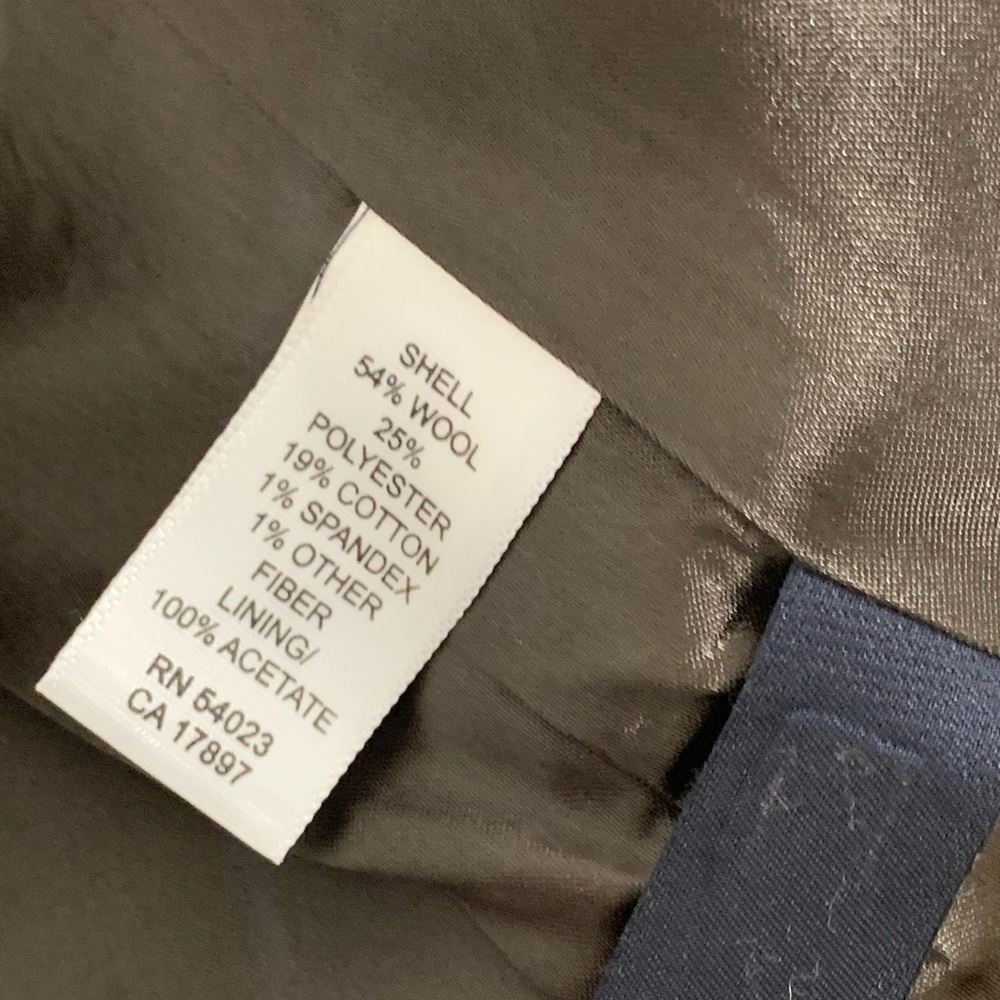 SHELL
54% WOOL
25%
POLYESTER
19% COTTON
1% SPANDEX
1% OTHER
FIBER
LINING/
100% ACETATE
RN 54023
CA 17897